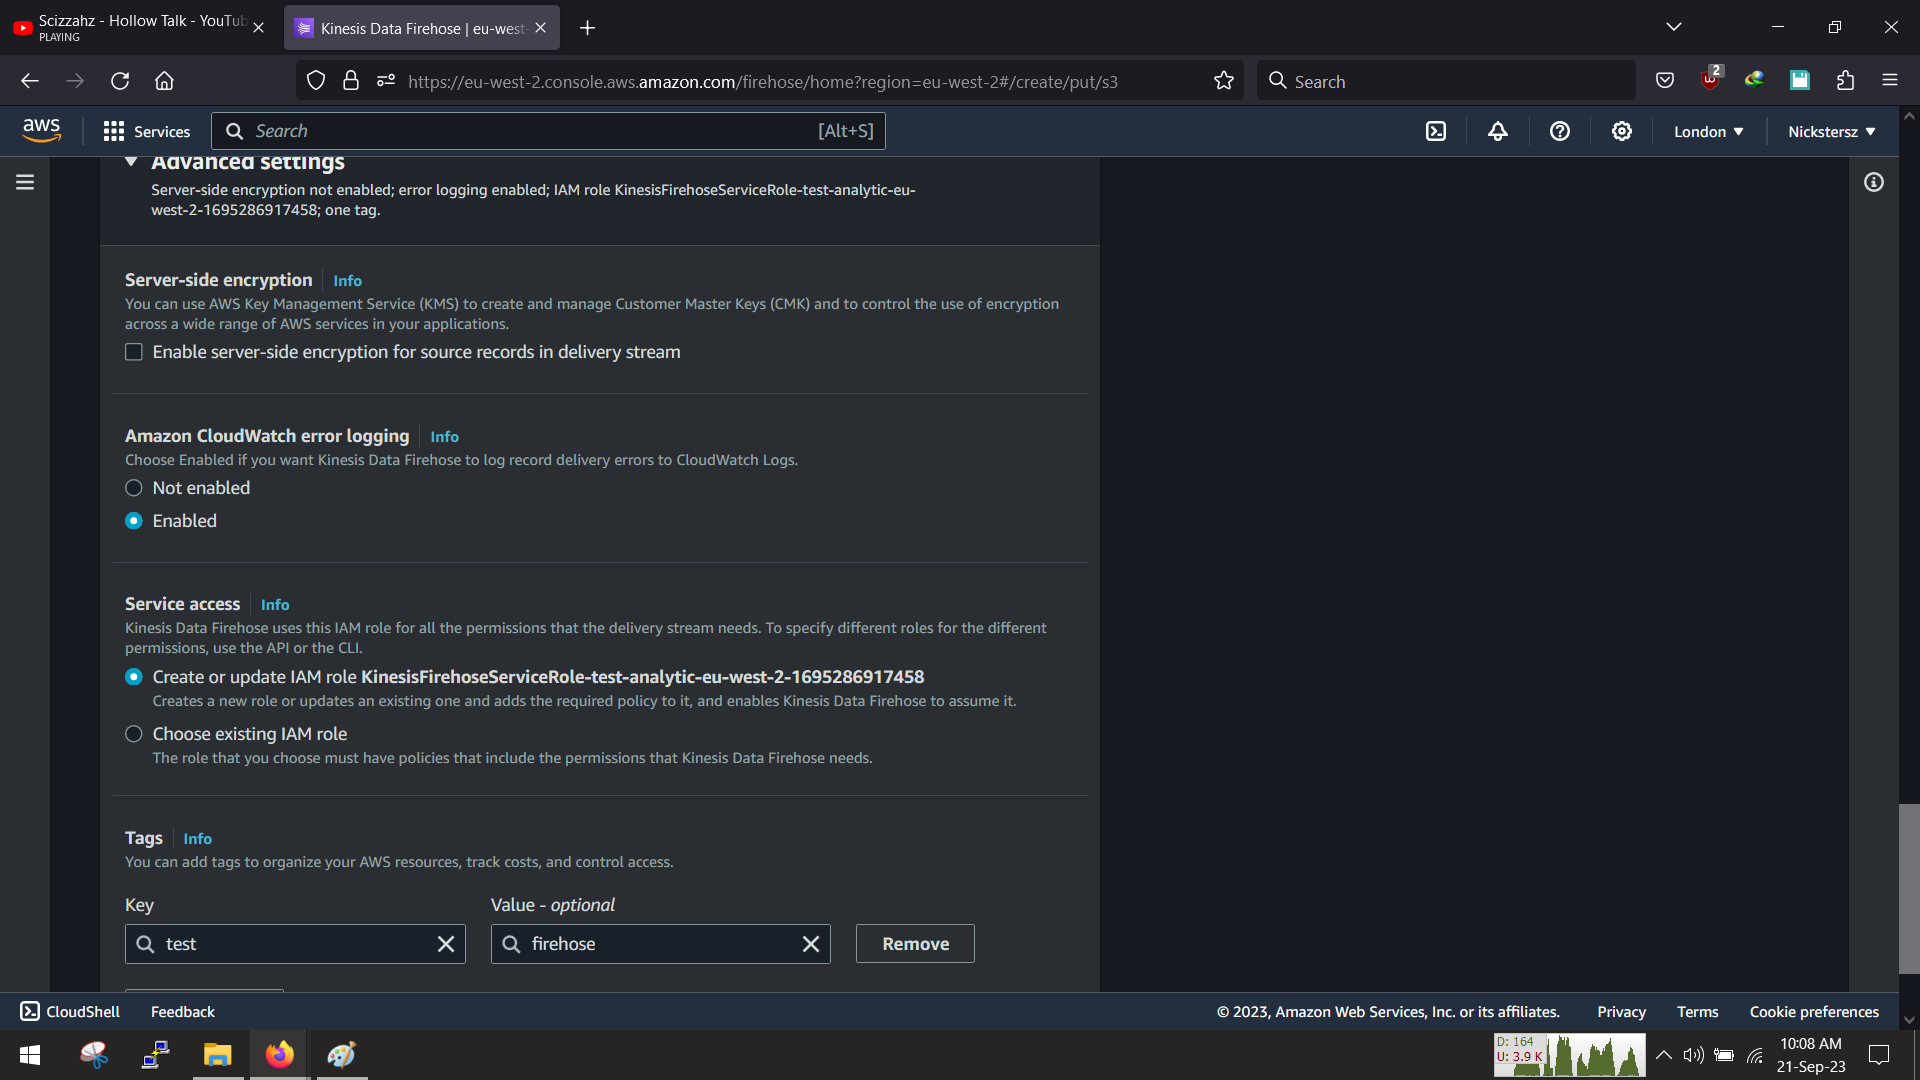 Scizzahz - Hollow Talk - YouTub
PLAYING
Kinesis Data Firehose | eu-west-
2
https://eu-west-2.console.aws.amazon.com/firehose/home?region=eu-west-2#/create/put/s3
Search
aws
Services
Search
[Alt+S]
London
Nickstersz
Advanced settings
Server-side encryption not enabled; error logging enabled; IAM role KinesisFirehoseServiceRole-test-analytic-eu-
west-2-1695286917458; one tag.
Server-side encryption Info
You can use AWS Key Management Service (KMS) to create and manage Customer Master Keys (CMK) and to control the use of encryption
across a wide range of AWS services in your applications.
Enable server-side encryption for source records in delivery stream
Amazon CloudWatch error logging Info
Choose Enabled if you want Kinesis Data Firehose to log record delivery errors to CloudWatch Logs.
Not enabled
Enabled
Service access Info
Kinesis Data Firehose uses this IAM role for all the permissions that the delivery stream needs. To specify different roles for the different
permissions, use the API or the CLI.
Create or update IAM role KinesisFirehoseServiceRole-test-analytic-eu-west-2-1695286917458
Creates a new role or updates an existing one and adds the required policy to it, and enables Kinesis Data Firehose to assume it.
Choose existing IAM role
The role that you choose must have policies that include the permissions that Kinesis Data Firehose needs.
Tags Info
You can add tags to organize your AWS resources, track costs, and control access.
Key
Value - optional
test
firehose
Remove
CloudShell
Feedback
© 2023, Amazon Web Services, Inc. or its affiliates.
Privacy
Terms
Cookie preferences
D: 164
U: 3.9 K
10:08 AM
21-Sep-23